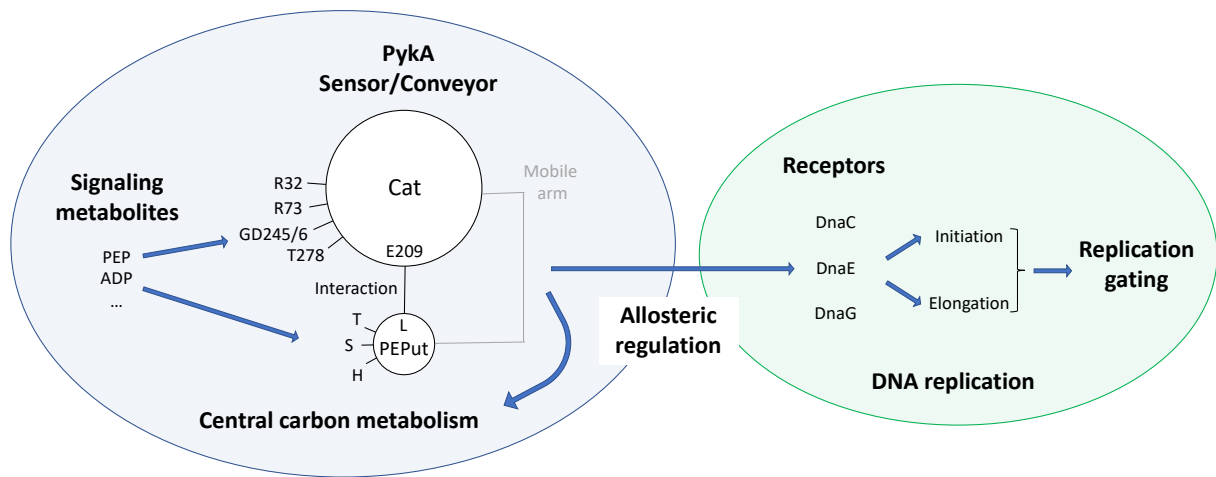 PykA
Sensor/Conveyor
Signaling
metabolites
PEP
ADP
...
R32
R73
GD245/6
T278
Cat
E209
Mobile
arm
Interaction
T
S
H
L
PEPut
Central carbon metabolism
Allosteric
regulation
Receptors
DnaC
DnaE
DnaG
Initiation
Elongation
Replication
gating
DNA replication